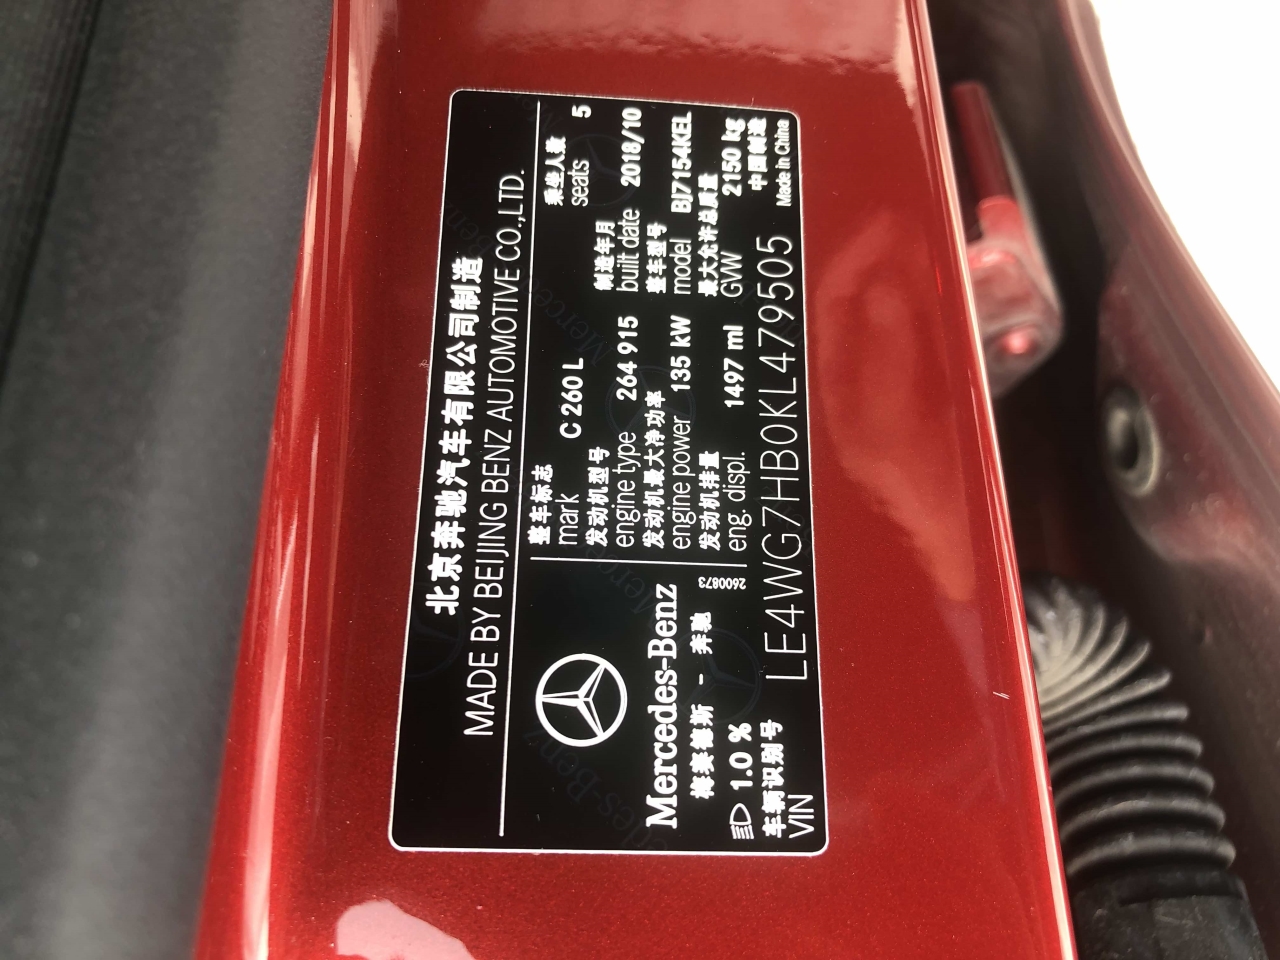 北京奔驰汽车有限公司制造
MADE BY BEIJING BENZ AUTOMOTIVE CO.,LTD.
Mercedes-Benz
梅赛德斯 - 奔驰
1.0 %
2600873
整车标志
mark C 260 L
乘坐人数
seats 5
发动机型号
engine type 264 915
制造年月
built date 2018/10
发动机最大净功率
engine power 135 kW
整车型号
model BJ7154KEL
发动机排量
eng. displ. 1497 ml
最大允许总质量
GVW 2150 kg
车辆识别号
VIN LE4WG7HB0KL479505
中国制造
Made in China